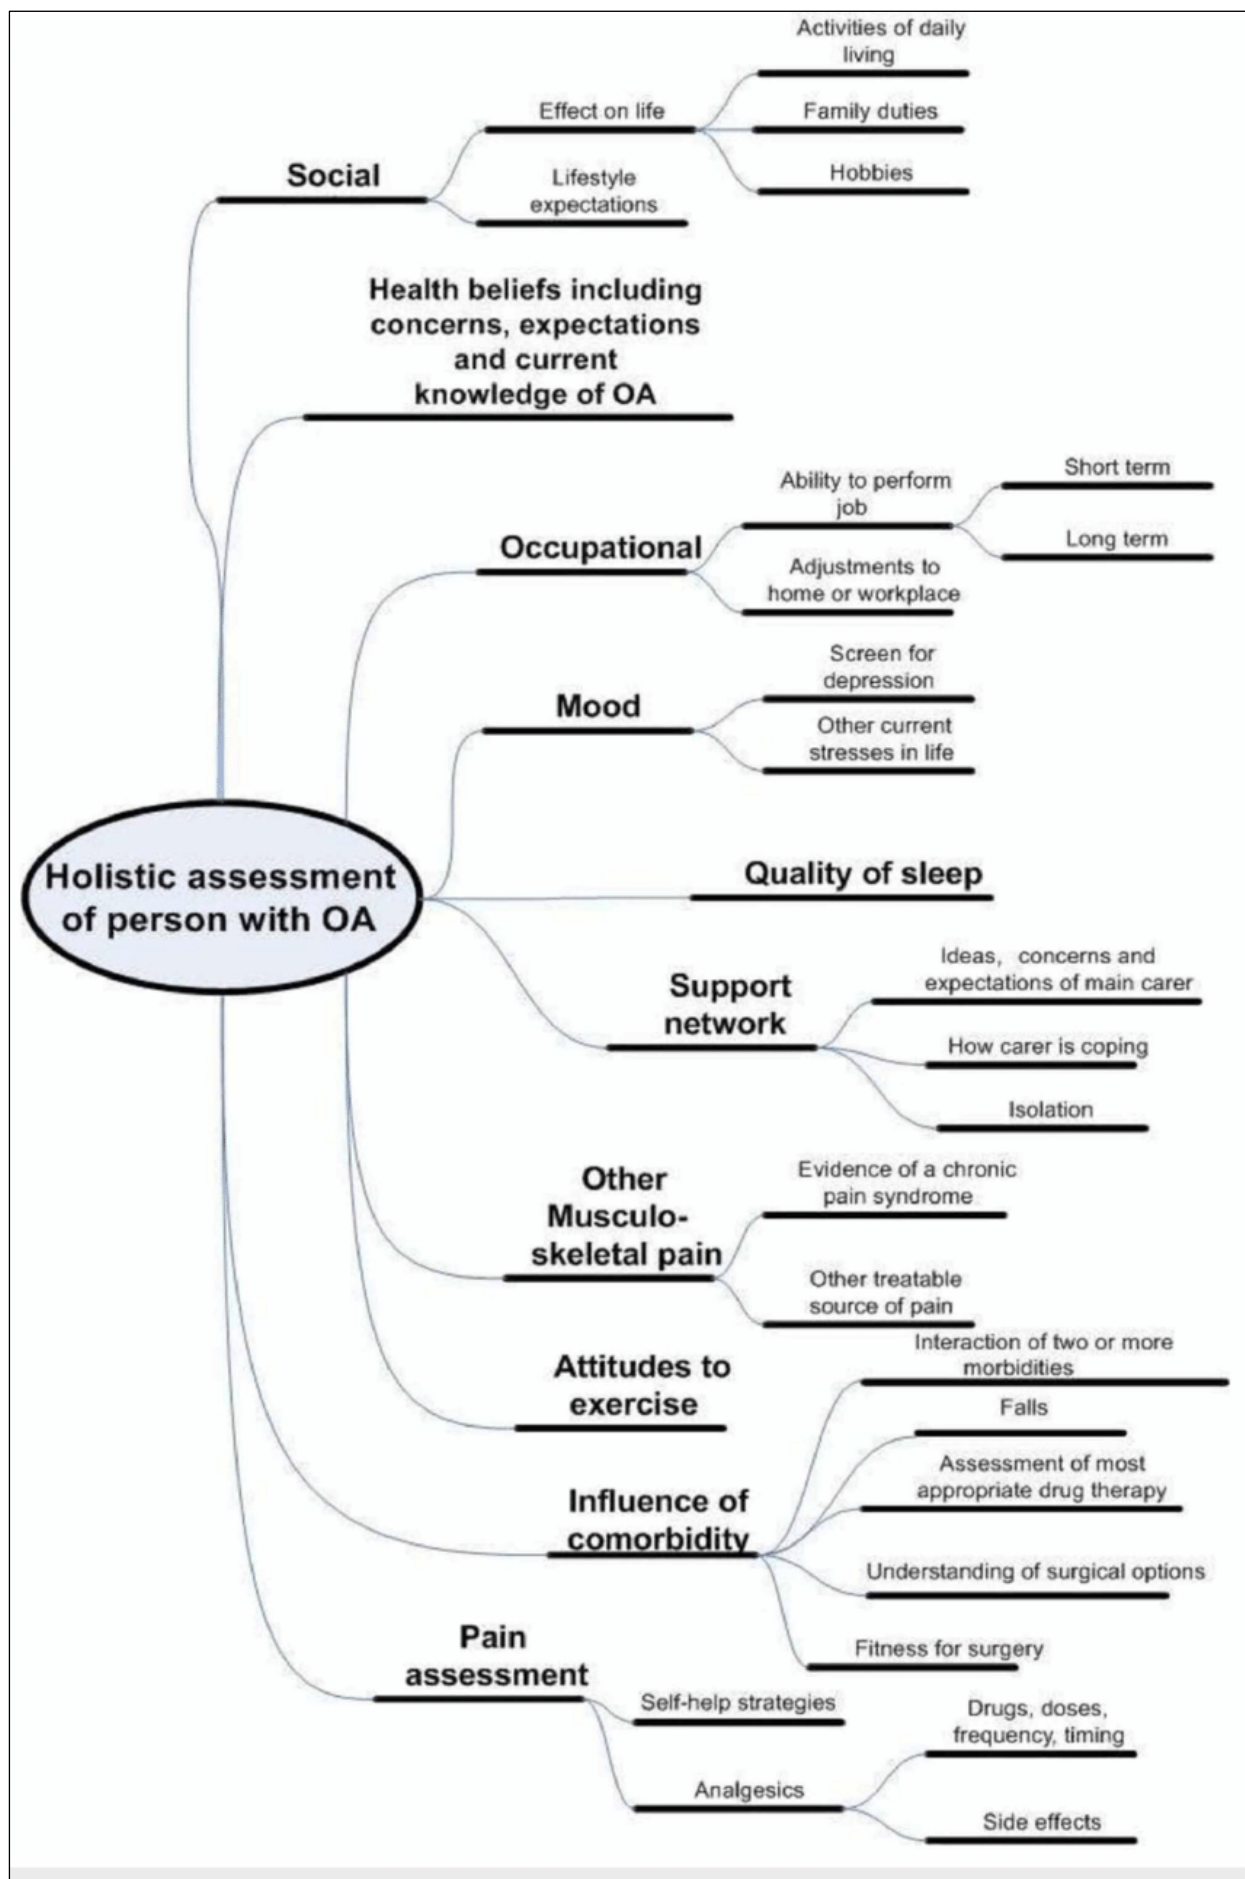 Activities of daily
living
Effect on life
Family duties
Social
Lifestyle
expectations
Hobbies
Health beliefs including
concerns, expectations
and current
knowledge of OA
Occupational
Ability to perform
job
Short term
Long term
Adjustments to
home or workplace
Mood
Screen for
depression
Other current
stresses in life
Holistic assessment
of person with OA
Quality of sleep
Support
network
Ideas, concerns and
expectations of main carer
How carer is coping
Isolation
Other
Musculo-
skeletal pain
Evidence of a chronic
pain syndrome
Other treatable
source of pain
Attitudes to
exercise
Influence of
comorbidity
Interaction of two or more
morbidities
Falls
Assessment of most
appropriate drug therapy
Understanding of surgical options
Fitness for surgery
Pain
assessment
Self-help strategies
Analgesics
Drugs, doses,
frequency, timing
Side effects